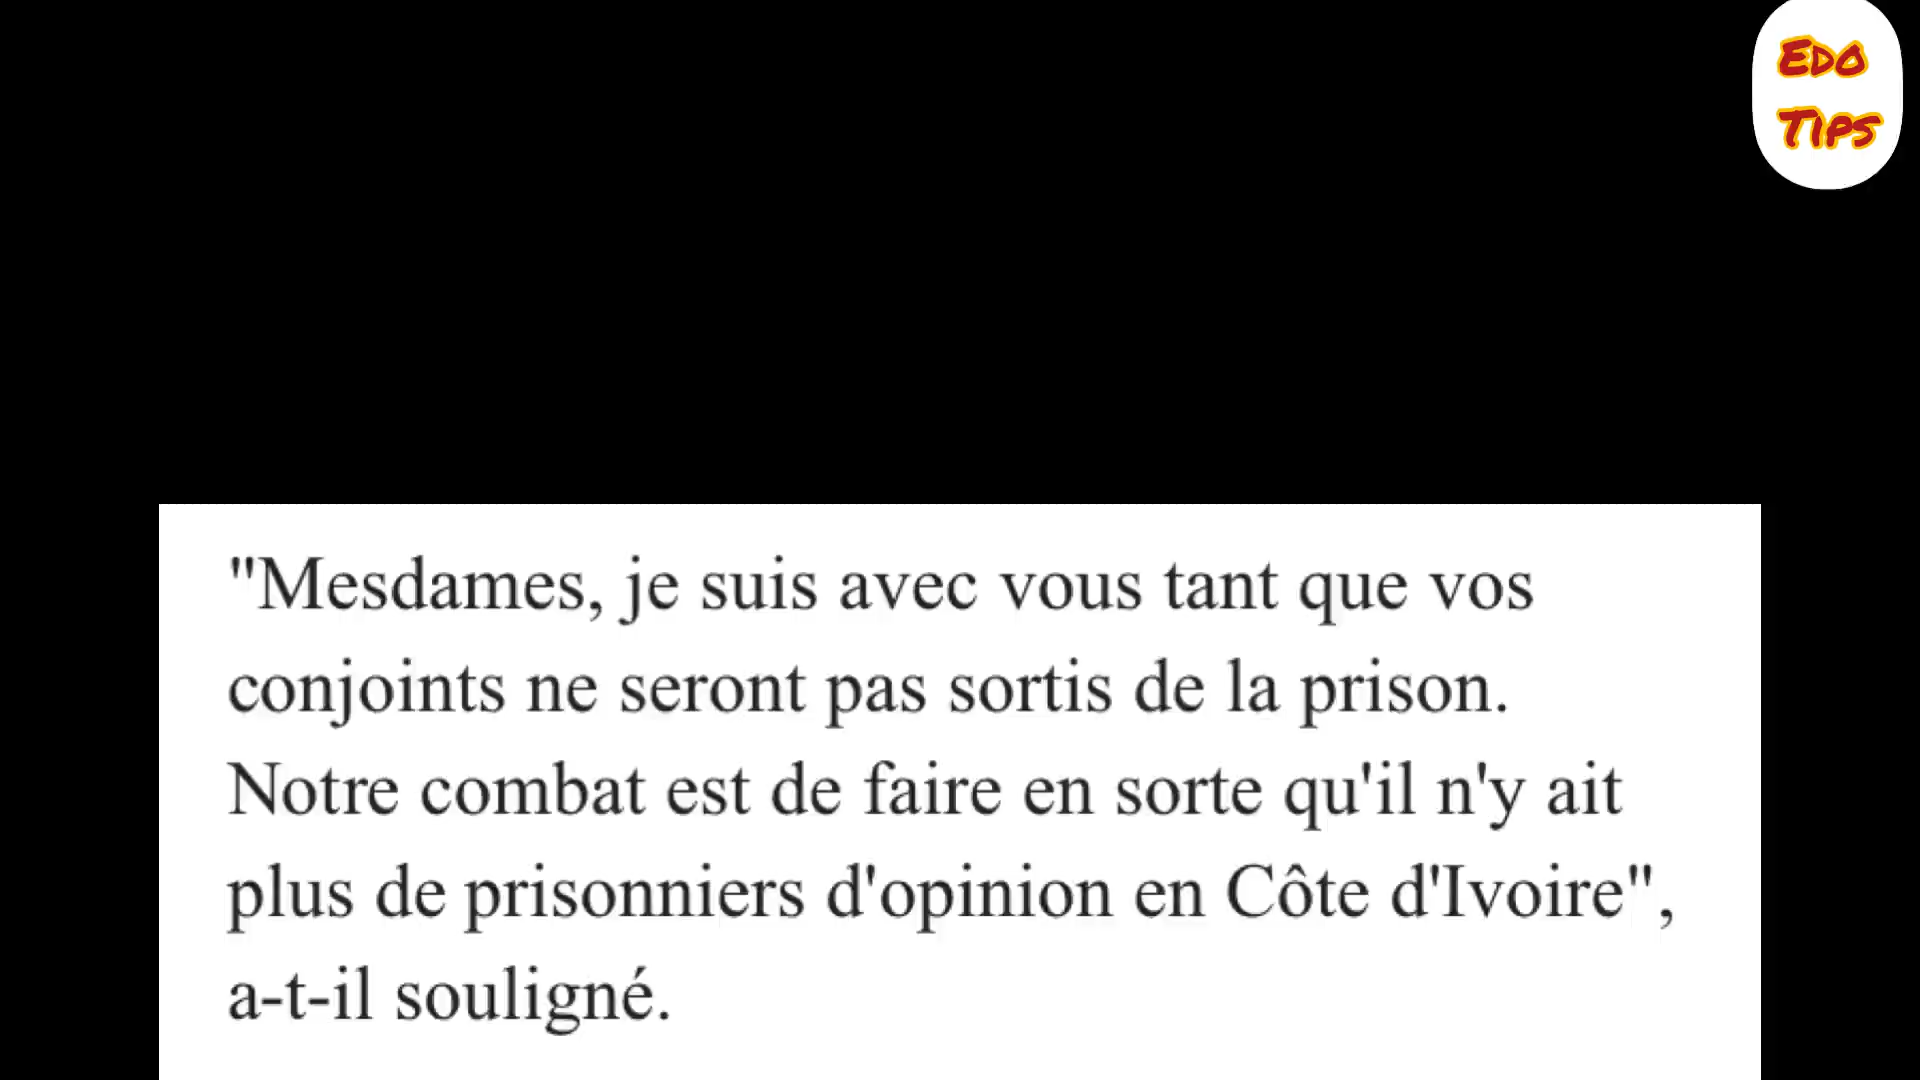 EDO
TIPS
"Mesdames, je suis avec vous tant que vos
conjoints ne seront pas sortis de la prison.
Notre combat est de faire en sorte qu'il n'y ait
plus de prisonniers d'opinion en Côte d'Ivoire",
a-t-il souligné.